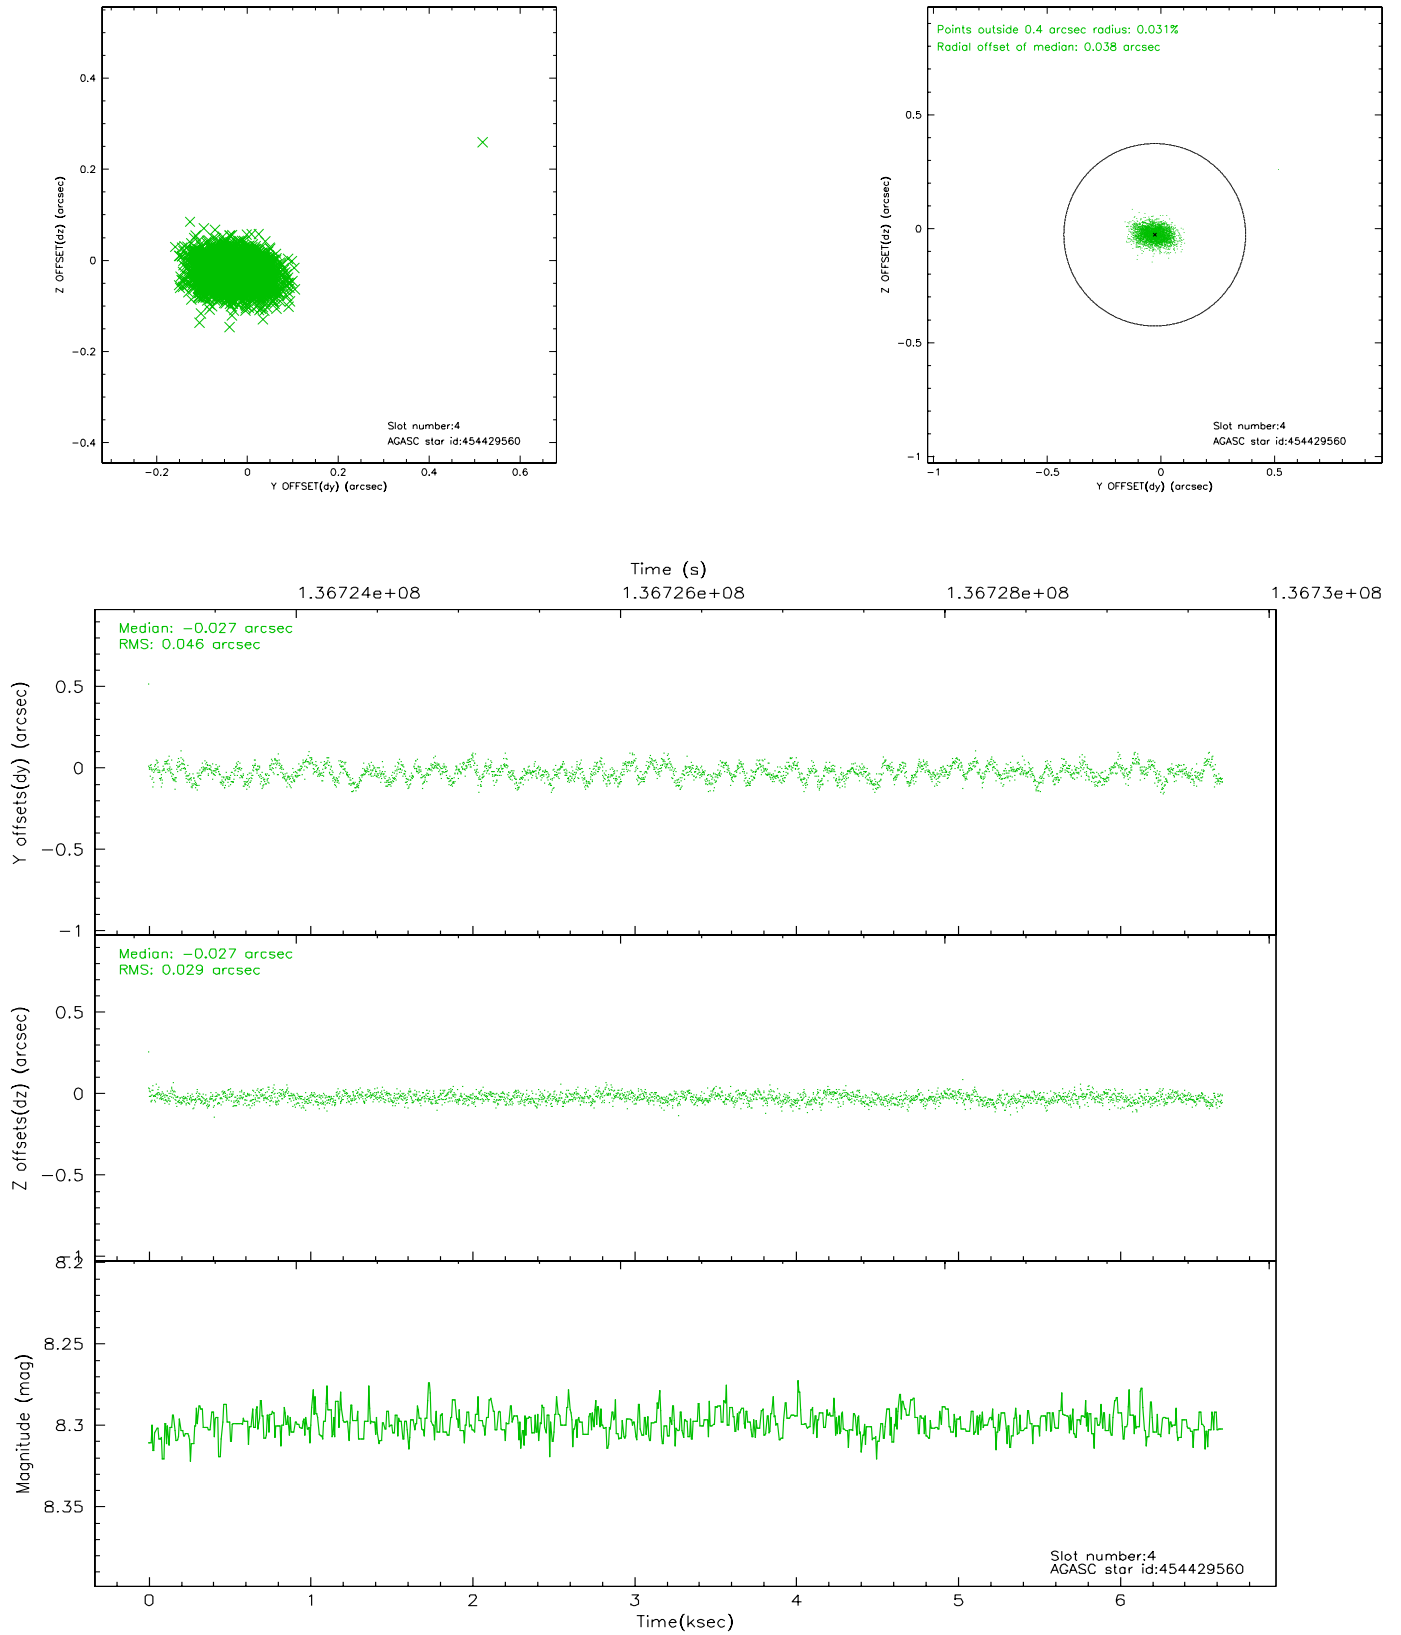 0.4
0.2
0
−0.2
−0.4
Z OFFSET(dz) (arcsec)
Slot number:4
AGASC star id:454429560
−0.2 0 0.2 0.4 0.6
Y OFFSET(dy) (arcsec)
Points outside 0.4 arcsec radius: 0.031%
Radial offset of median: 0.038 arcsec
0.5
0
−0.5
−1
Z OFFSET(dz) (arcsec)
Slot number:4
AGASC star id:454429560
−1 −0.5 0 0.5
Y OFFSET(dy) (arcsec)
Time (s)
1.36724e+08 1.36726e+08 1.36728e+08 1.3673e+08
Median: −0.027 arcsec
RMS: 0.046 arcsec
0.5
0
−0.5
−1
Y offsets(dy) (arcsec)
Median: −0.027 arcsec
RMS: 0.029 arcsec
0.5
0
−0.5
−1
Z offsets(dz) (arcsec)
8.2
8.25
8.3
8.35
Magnitude (mag)
Slot number:4
AGASC star id:454429560
0 1 2 3 4 5 6
Time(ksec)